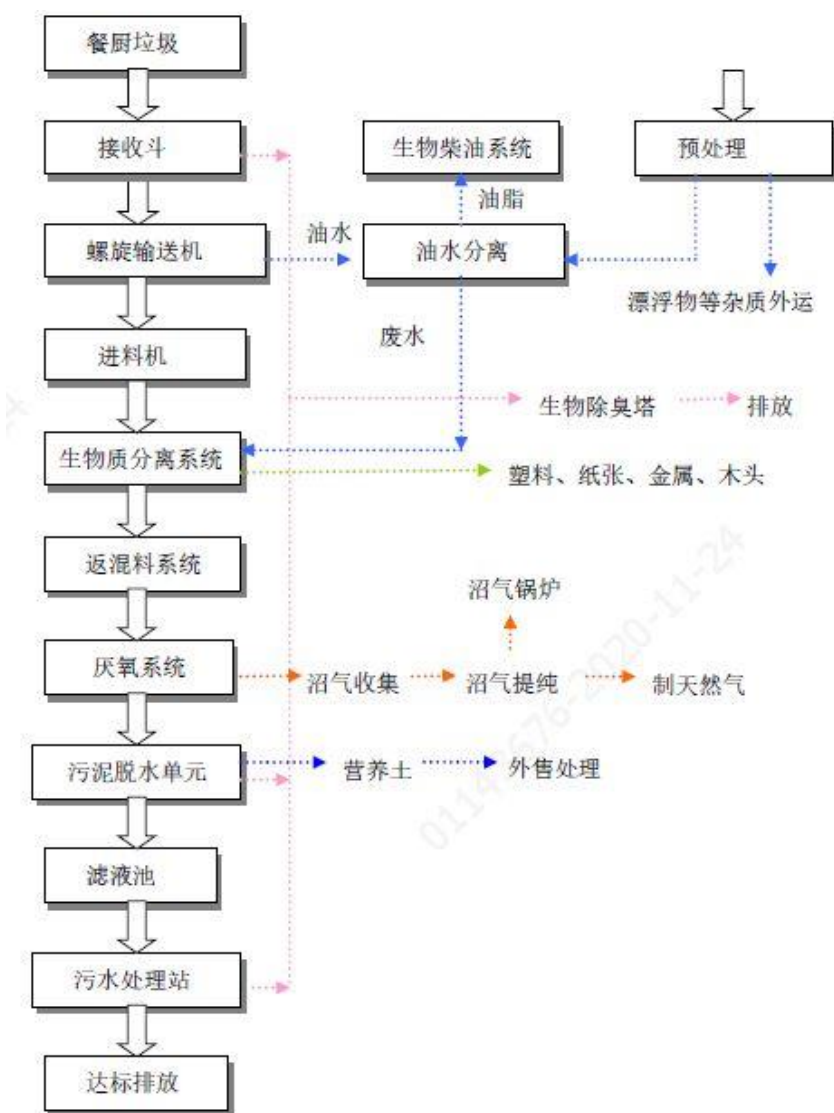 餐厨垃圾
接收斗
生物柴油系统
预处理
油脂
螺旋输送机
油水
油水分离
漂浮物等杂质外运
废水
进料机
生物除臭塔
排放
生物质分离系统
塑料、纸张、金属、木头
返混料系统
沼气锅炉
厌氧系统
沼气收集
沼气提纯
制天然气
污泥脱水单元
营养土
外售处理
滤液池
污水处理站
达标排放